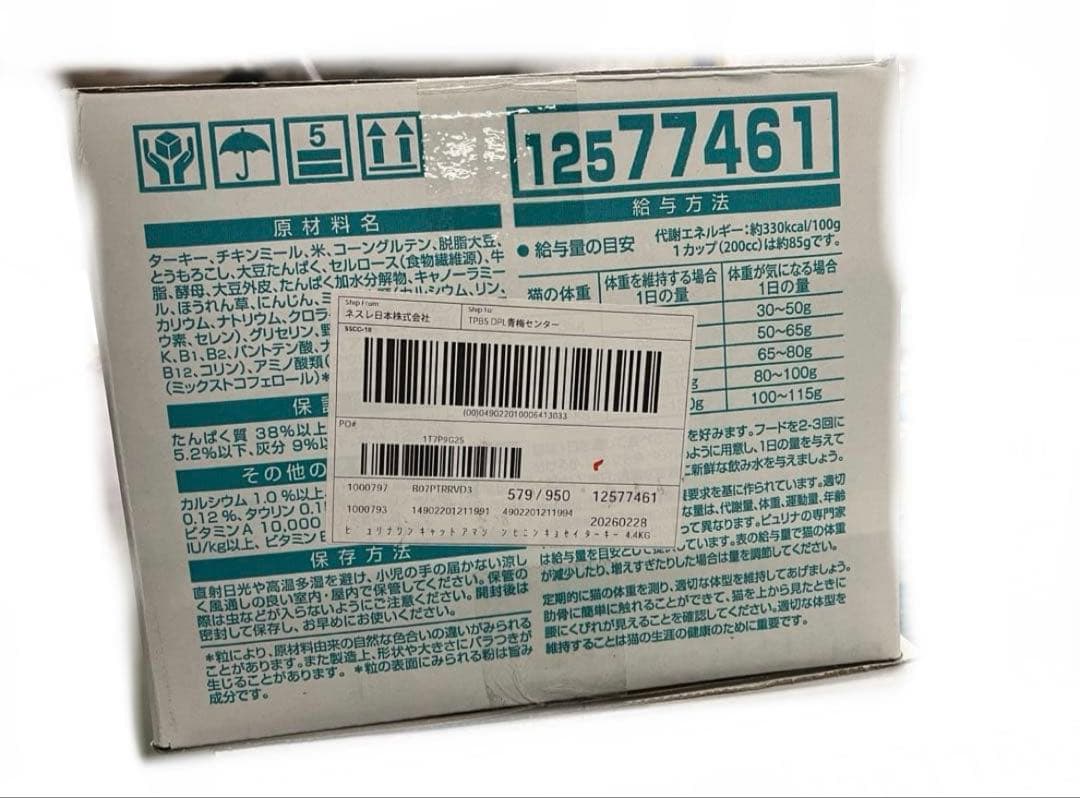 5
12577461
原材料名
ターキー、チキンミール、米、コーングルテン、脱脂大豆、
とうもろこし、大豆たんぱく、セルロース(食物繊維源)、牛
脂、酵母、大豆外皮、たんぱく加水分解物、キャノーラミー
ル、ほうれん草、にんじん、ミ
カルシウム、リン、
カリウム、ナトリウム、クロラ
ウ素、セレン)、グリセリン、野
K、B1、B2、パントテン酸、ナ
B12、コリン)、アミノ酸類(
(ミックストコフェロール)*
保
たんぱく質 38%以上
5.2%以下、灰分 9%以
その他の
カルシウム 1.0%以上
0.12%、タウリン 0.1
ビタミンA 10,000
IU/kg以上、ビタミンE
保存方法
直射日光や高温多湿を避け、小児の手の届かない涼し
く風通しの良い室内・屋内で保管してください。保管の
際は虫などが入らないようにご注意ください。開封後は
密封して保存し、お早めにお使いください。
*粒により、原材料由来の自然な色合いの違いがみられる
ことがあります。また製造上、形状や大きさにバラつきが
生じることがあります。*粒の表面にみられる粉は旨み
成分です。
給与方法
●給与量の目安
代謝エネルギー:約330kcal/100g
1カップ(200cc)は約85gです。
猫の体重
体重を維持する場合
1日の量
体重が気になる場合
1日の量
30~50g
50~65g
65~80g
g 80~100g
0g 100~115g
を好みます。フードを2-3回に
ように用意し、1日の量を与えて
に新鮮な飲み水を与えましょう。
要求を基に作られています。適切
な量は、代謝量、体重、運動量、年齢
って異なります。ピュリナの専門家
ています。表の給与量で猫の体重
は給与量を目安として提
が減少したり、増えすぎたりした場合は量を調節してください。
定期的に猫の体重を測り、適切な体型を維持してあげましょう。
肋骨に簡単に触れることができて、猫を上から見たときに
腰にくびれが見えることを確認してください。適切な体型を
維持することは猫の生涯の健康のために重要です。
Ship From
ネスレ日本株式会社
Ship To:
TPB5 DPL青梅センター
SSCC-18
(00)049022010006413033
PO#
1T7P9G2S
1000797 B07PTRRVD3 579/950 12577461
1000793 14902201211991 4902201211994 20260228
ピュリナワンキャットアマシ シヒニンキョセイターキー 4.4KG